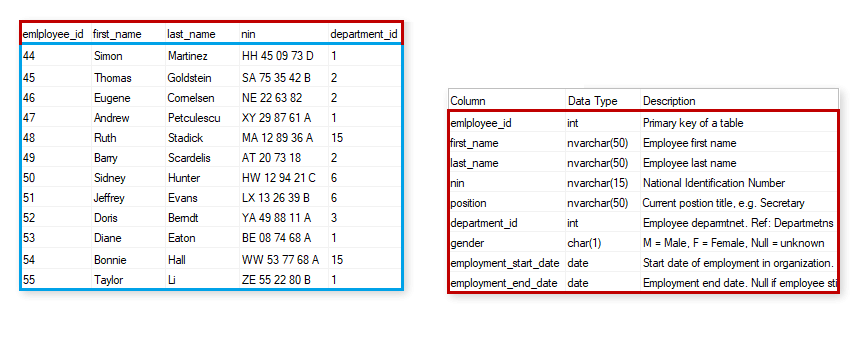 emlployee_id first_name last_name nin department_id
44 Simon Martinez HH 45 09 73 D 1
45 Thomas Goldstein SA 75 35 42 B 2
46 Eugene Cornelsen NE 22 63 82 2
47 Andrew Petculescu XY 29 87 61 A 1
48 Ruth Stadick MA 12 89 36 A 15
49 Barry Scardelis AT 20 73 18 2
50 Sidney Hunter HW 12 94 21 C 6
51 Jeffrey Evans LX 13 26 39 B 6
52 Doris Berndt YA 49 88 11 A 3
53 Diane Eaton BE 08 74 68 A 1
54 Bonnie Hall WW 53 77 68 A 15
55 Taylor Li ZE 55 22 80 B 1
Column Data Type Description
emlployee_id int Primary key of a table
first_name nvarchar(50) Employee first name
last_name nvarchar(50) Employee last name
nin nvarchar(15) National Identification Number
position nvarchar(50) Current postion title, e.g. Secretary
department_id int Employee depamtnet. Ref: Departmetns
gender char(1) M = Male, F = Female, Null = unknown
employment_start_date date Start date of employment in organization.
employment_end_date date Employment end date. Null if employee sti